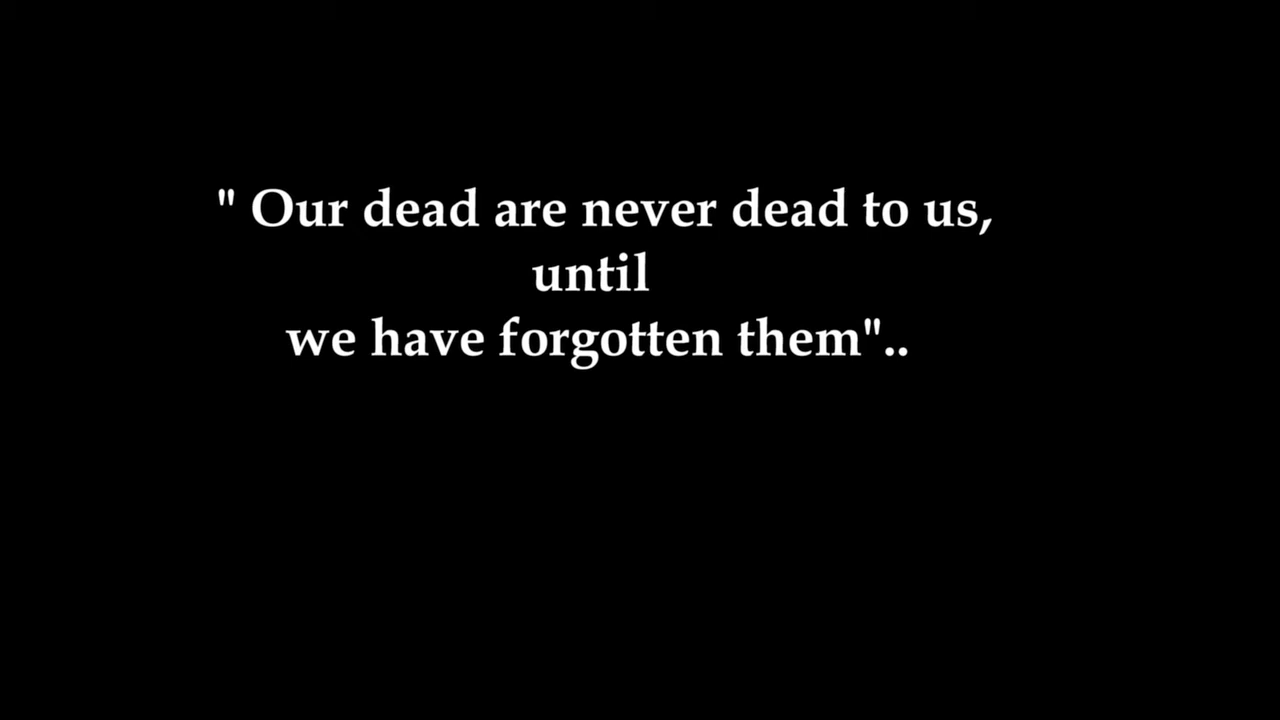 " Our dead are never dead to us,
until
we have forgotten them"..